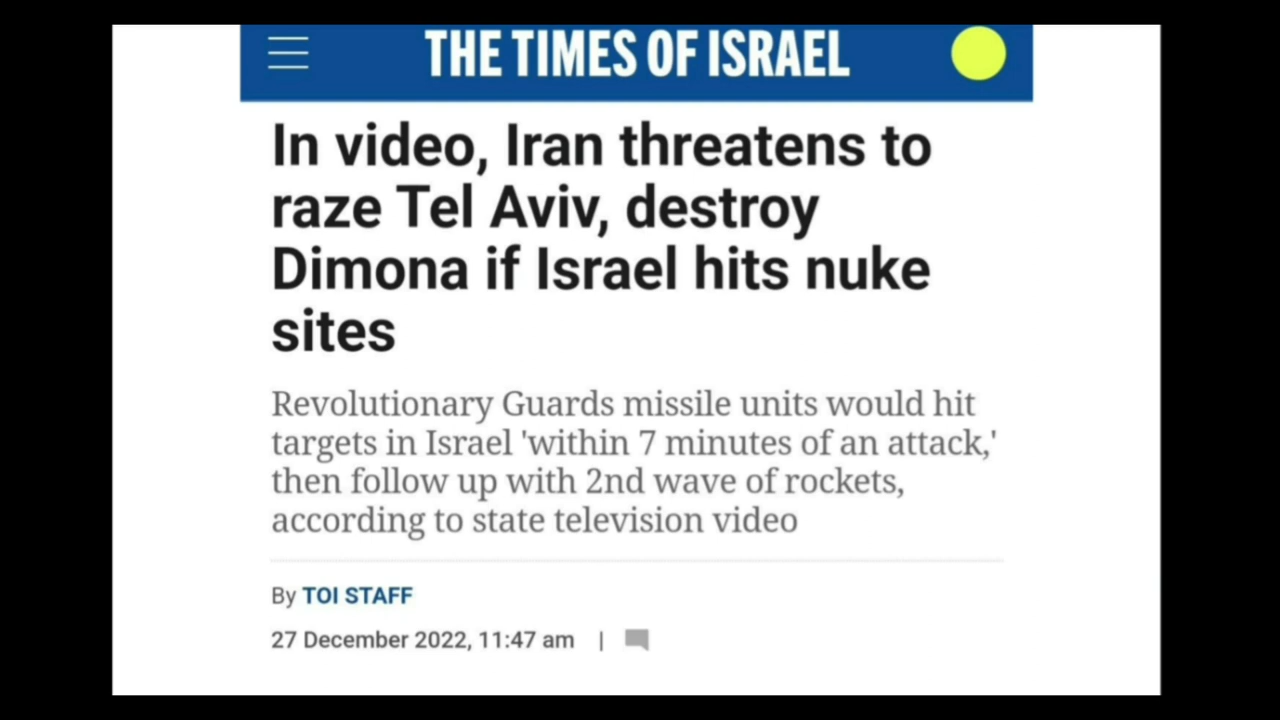 THE TIMES OF ISRAEL
In video, Iran threatens to
raze Tel Aviv, destroy
Dimona if Israel hits nuke
sites
Revolutionary Guards missile units would hit
targets in Israel 'within 7 minutes of an attack,'
then follow up with 2nd wave of rockets,
according to state television video
By TOI STAFF
27 December 2022, 11:47 am |